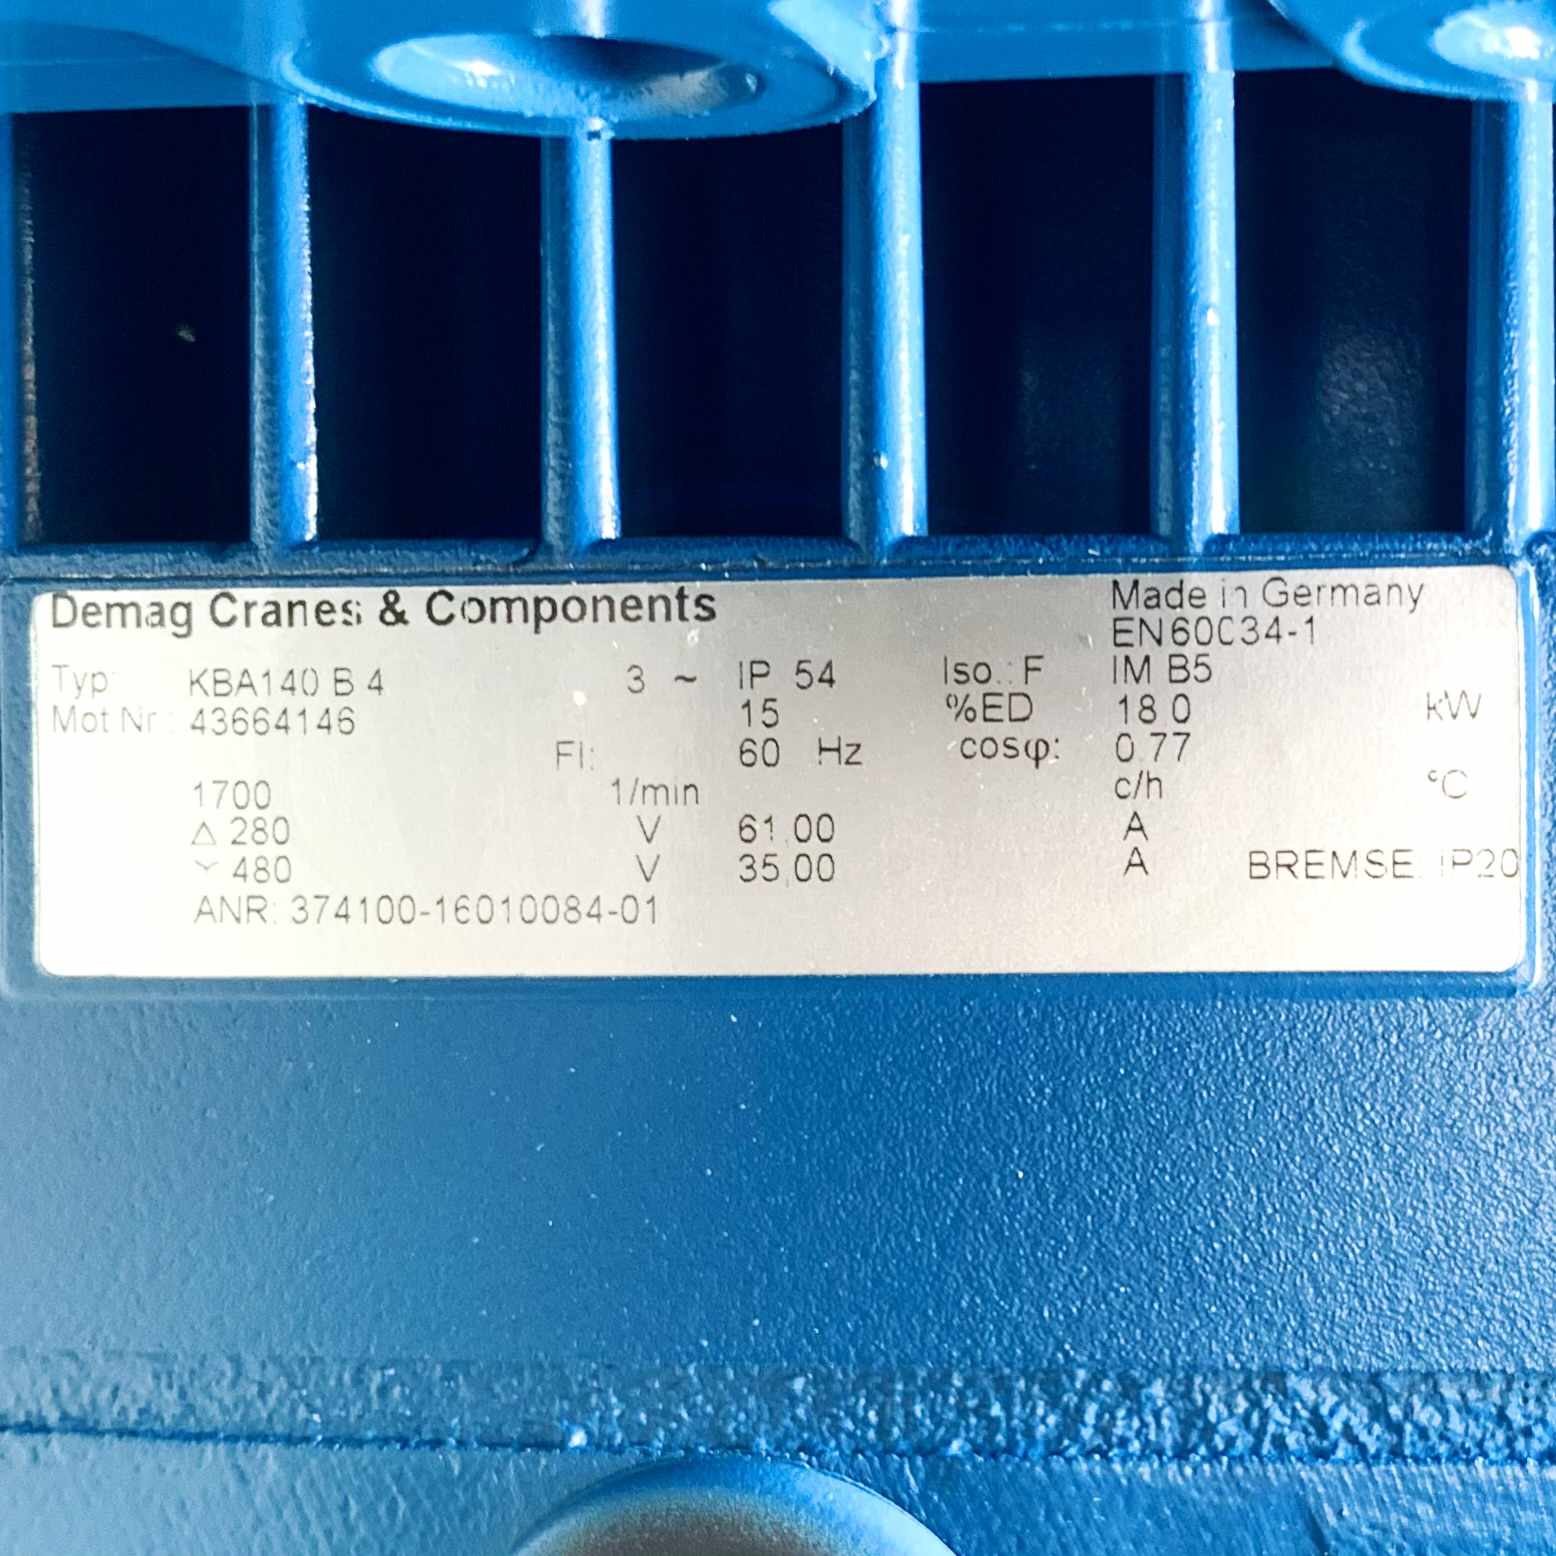 Demag Cranes & Components Made in Germany
EN60034-1
Typ: KBA140 B 4 3 ~ IP 54 Iso.: F IM B5
Mot Nr.: 43664146 15 %ED 18.0 kW
FI: 60 Hz cosφ: 0.77
1700 1/min c/h °C
△ 280 V 61,00 A
Y 480 V 35,00 A BREMSE: IP20
ANR: 374100-16010084-01